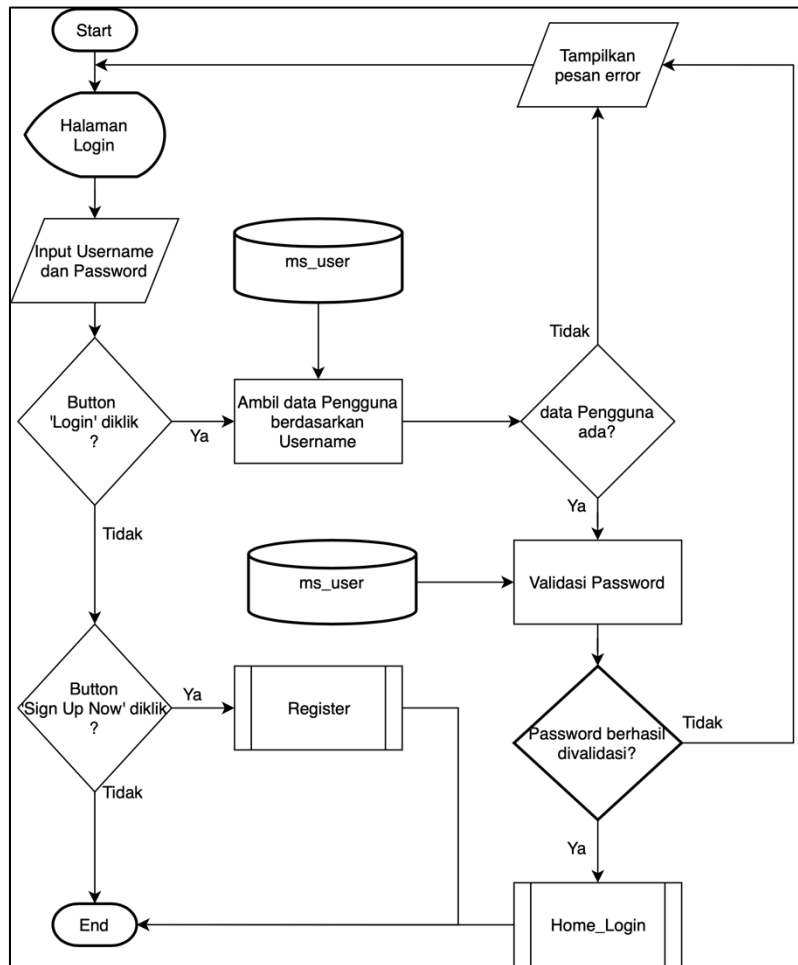 Start
Tampilkan
pesan error
Halaman
Login
Input Username
dan Password
ms_user
Tidak
Button
'Login' diklik
?
Ya
Ambil data Pengguna
berdasarkan
Username
data Pengguna
ada?
Ya
Tidak
ms_user
Validasi Password
Button
'Sign Up Now' diklik
?
Ya
Register
Password berhasil
divalidasi?
Tidak
Tidak
Ya
End
Home_Login